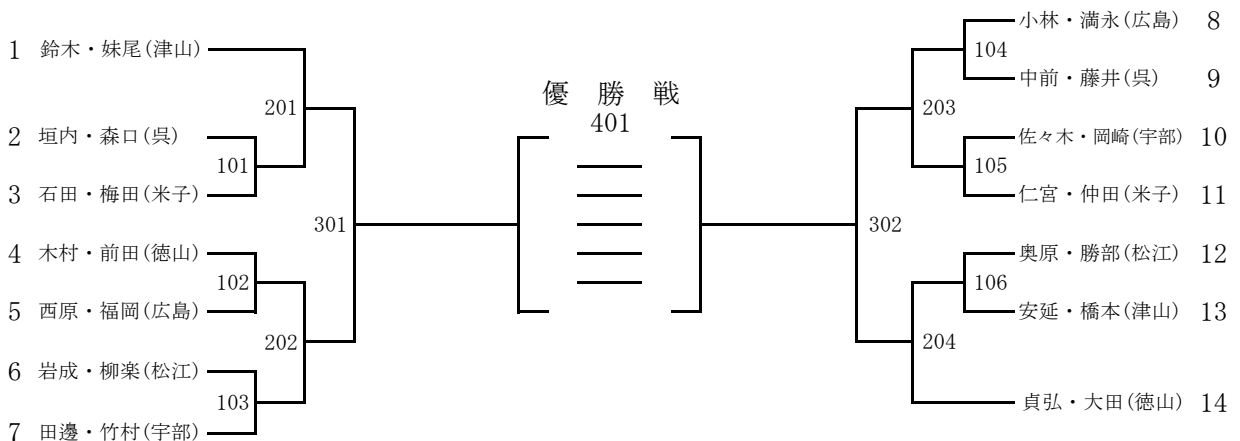 1 鈴木・妹尾(津山)
2 垣内・森口(呉)
3 石田・梅田(米子)
4 木村・前田(徳山)
5 西原・福岡(広島)
6 岩成・柳楽(松江)
7 田邊・竹村(宇部)
201
101
102
202
103
301
優 勝 戦
401
302
104
203
105
106
204
小林・満永(広島) 8
中前・藤井(呉) 9
佐々木・岡崎(宇部) 10
仁宮・仲田(米子) 11
奥原・勝部(松江) 12
安延・橋本(津山) 13
貞弘・大田(徳山) 14